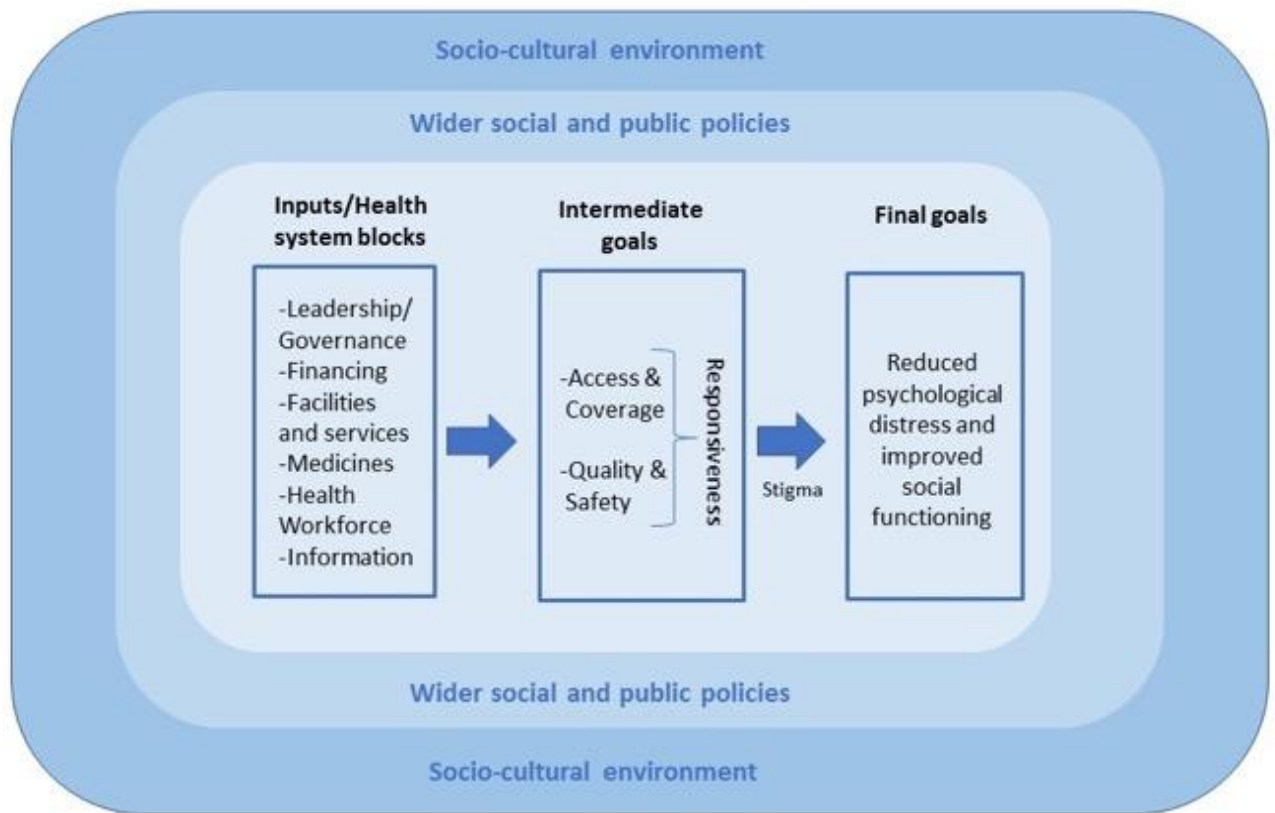 Socio-cultural environment
Wider social and public policies
Inputs/Health
system blocks
-Leadership/
Governance
-Financing
-Facilities
and services
-Medicines
-Health
Workforce
-Information
Intermediate
goals
-Access &
Coverage
-Quality &
Safety
Responsiveness
Stigma
Final goals
Reduced
psychological
distress and
improved
social
functioning
Wider social and public policies
Socio-cultural environment